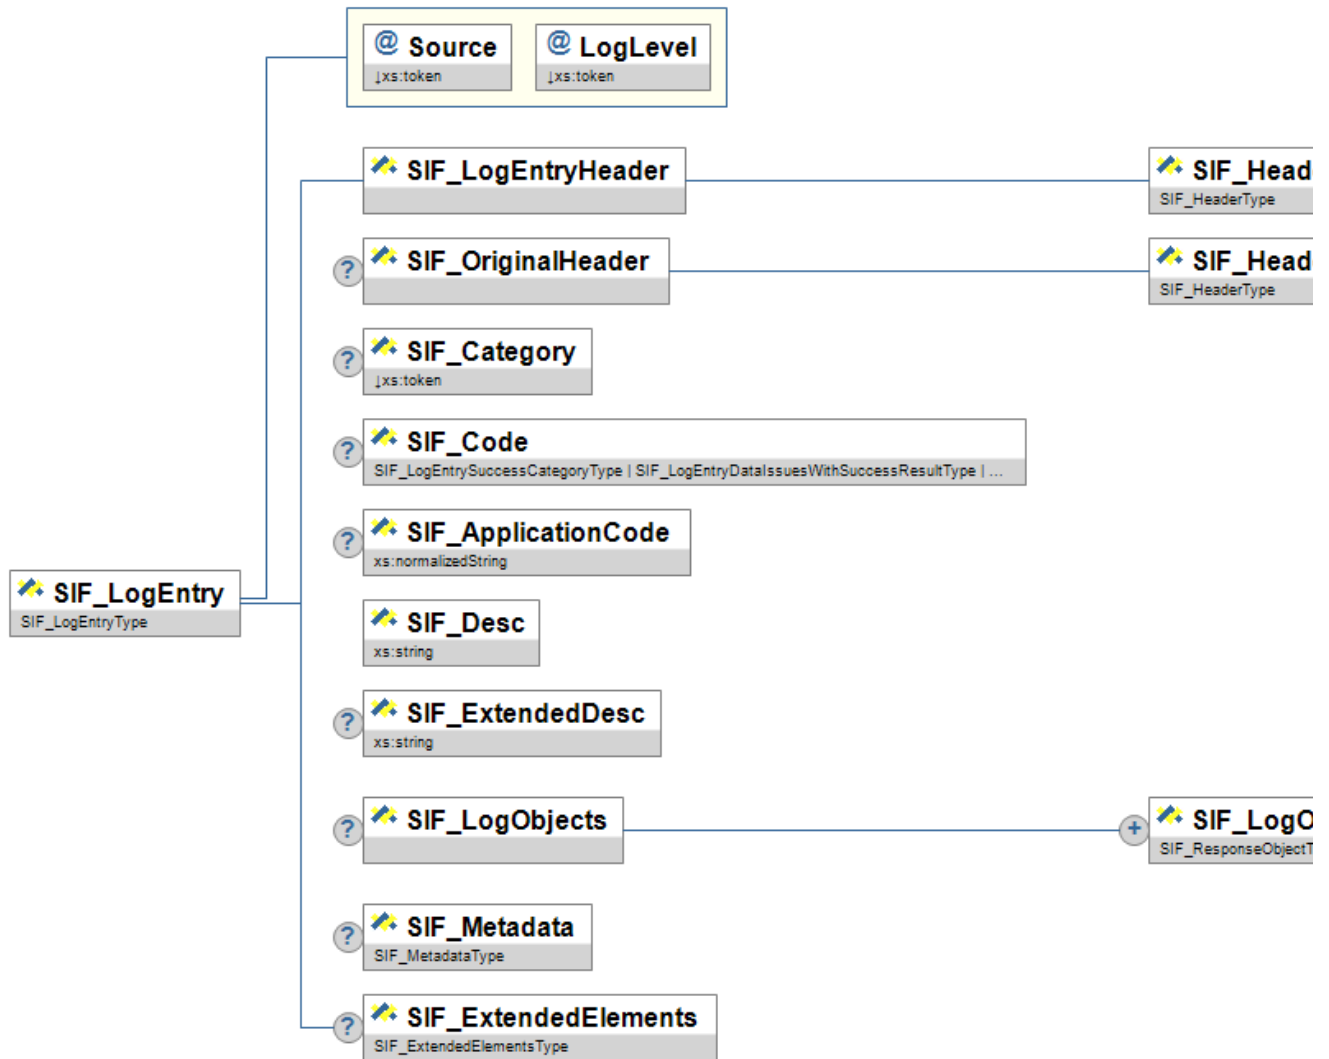 @ Source
↓xs:token
@ LogLevel
↓xs:token
SIF_LogEntryHeader
SIF_Head
SIF_HeaderType
? SIF_OriginalHeader
SIF_Head
SIF_HeaderType
? SIF_Category
↓xs:token
? SIF_Code
SIF_LogEntrySuccessCategoryType | SIF_LogEntryDataIssuesWithSuccessResultType | ...
? SIF_ApplicationCode
xs:normalizedString
SIF_LogEntry
SIF_LogEntryType
SIF_Desc
xs:string
? SIF_ExtendedDesc
xs:string
? SIF_LogObjects
+ SIF_LogO
SIF_ResponseObjectT
? SIF_Metadata
SIF_MetadataType
? SIF_ExtendedElements
SIF_ExtendedElementsType